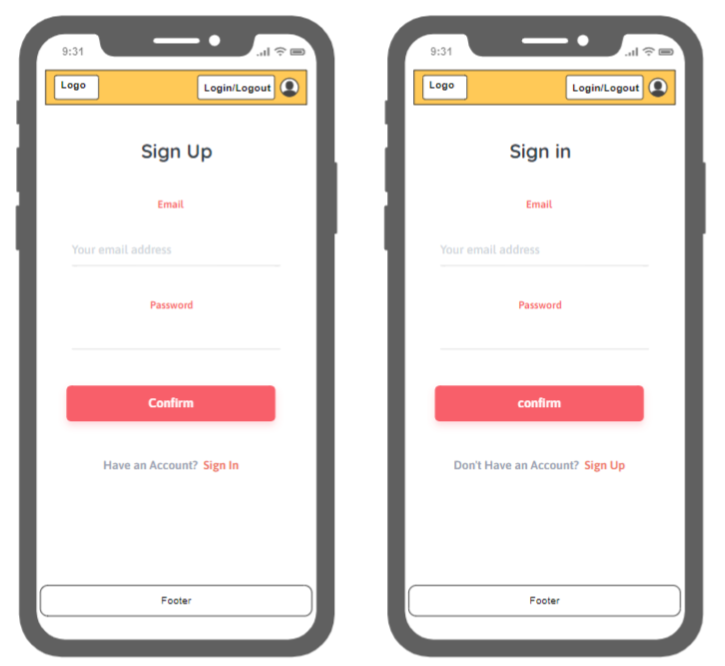 9:31
Logo
Login/Logout
Sign Up
Email
Your email address
Password
Confirm
Have an Account? Sign In
Footer
9:31
Logo
Login/Logout
Sign in
Email
Your email address
Password
confirm
Don't Have an Account? Sign Up
Footer